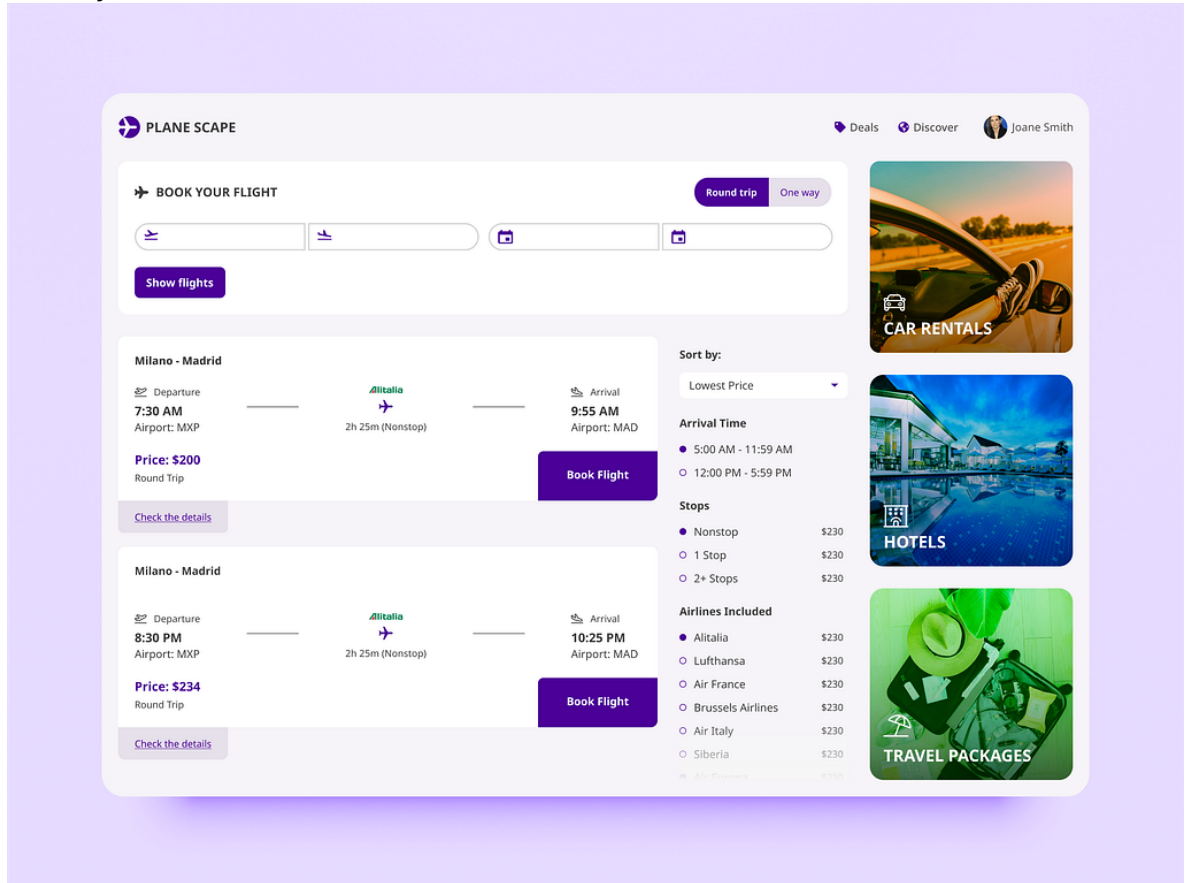 PLANE SCAPE
Deals
Discover
Joane Smith
BOOK YOUR FLIGHT
Round trip
One way
Show flights
CAR RENTALS
Milano - Madrid
Departure
7:30 AM
Airport: MXP
Alitalia
2h 25m (Nonstop)
Arrival
9:55 AM
Airport: MAD
Price: $200
Round Trip
Book Flight
Check the details
Milano - Madrid
Departure
8:30 PM
Airport: MXP
Alitalia
2h 25m (Nonstop)
Arrival
10:25 PM
Airport: MAD
Price: $234
Round Trip
Book Flight
Check the details
Sort by:
Lowest Price
Arrival Time
5:00 AM - 11:59 AM
12:00 PM - 5:59 PM
Stops
Nonstop $230
1 Stop $230
2+ Stops $230
Airlines Included
Alitalia $230
Lufthansa $230
Air France $230
Brussels Airlines $230
Air Italy $230
Siberia $230
HOTELS
TRAVEL PACKAGES